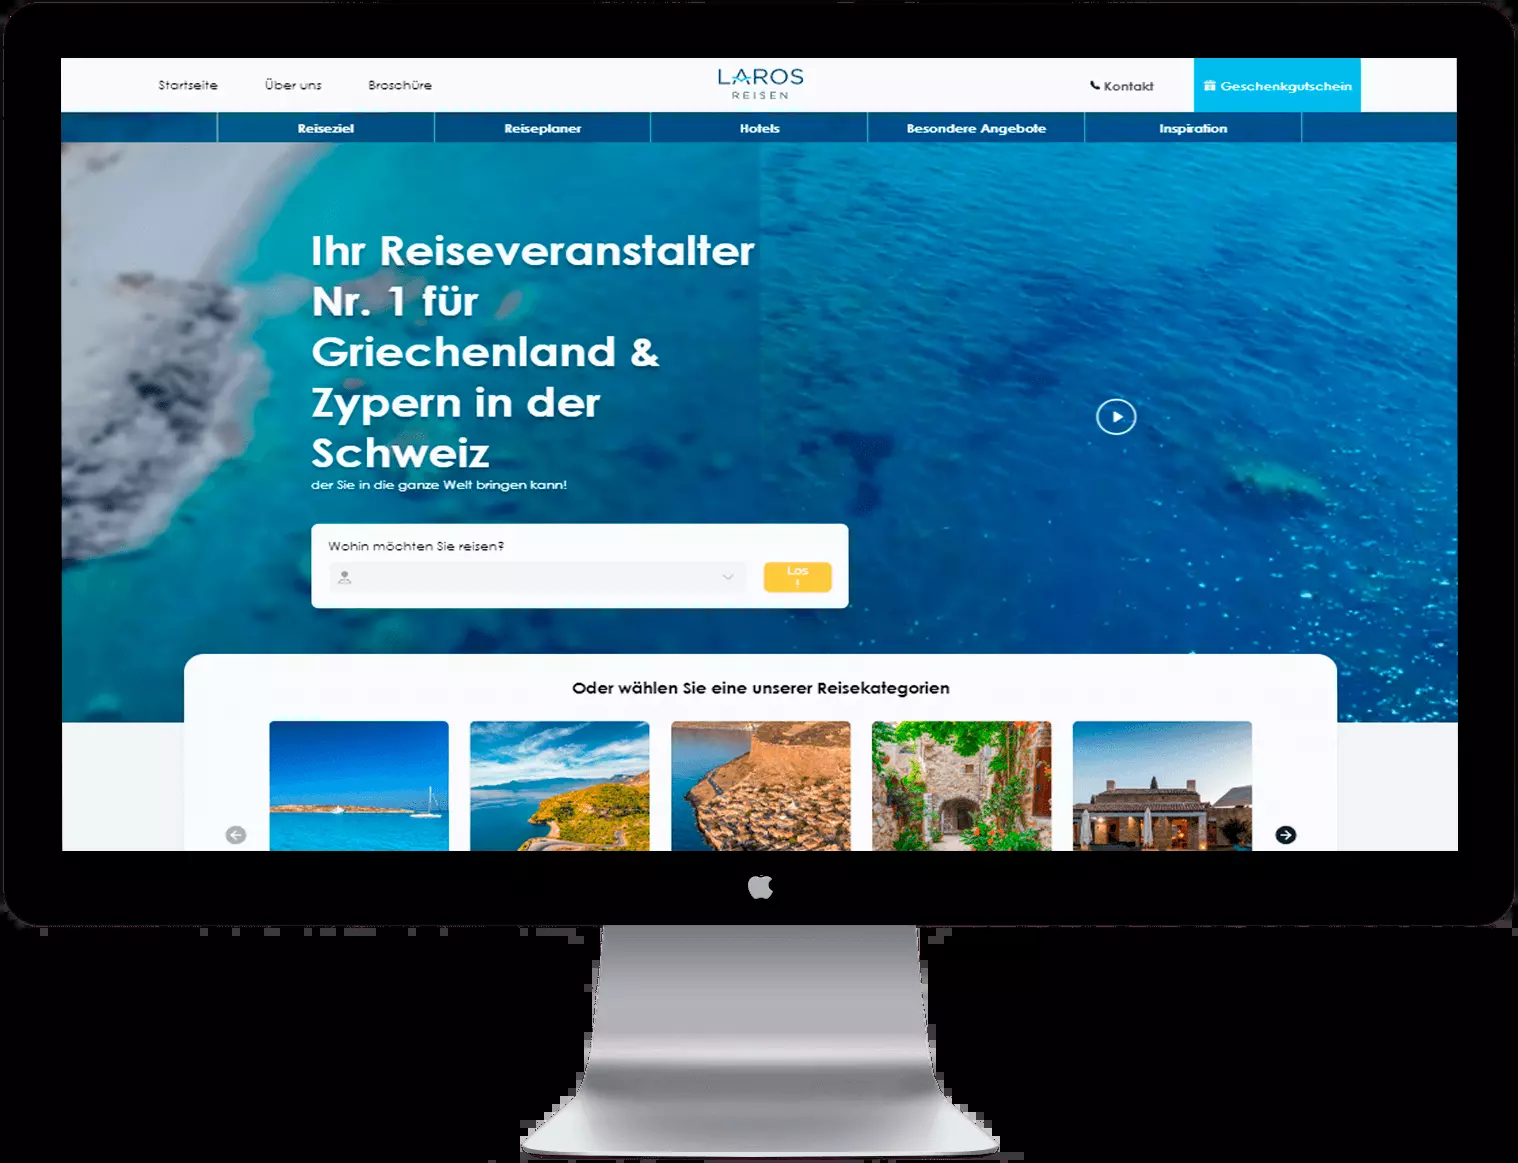 Startseite
Über uns
Broschüre
LAROS
REISEN
Kontakt
Geschenkgutschein
Reiseziel
Reiseplaner
Hotels
Besondere Angebote
Inspiration
Ihr Reiseveranstalter
Nr. 1 für
Griechenland &
Zypern in der
Schweiz
der Sie in die ganze Welt bringen kann!
Wohin möchten Sie reisen?
Los
!
Oder wählen Sie eine unserer Reisekategorien